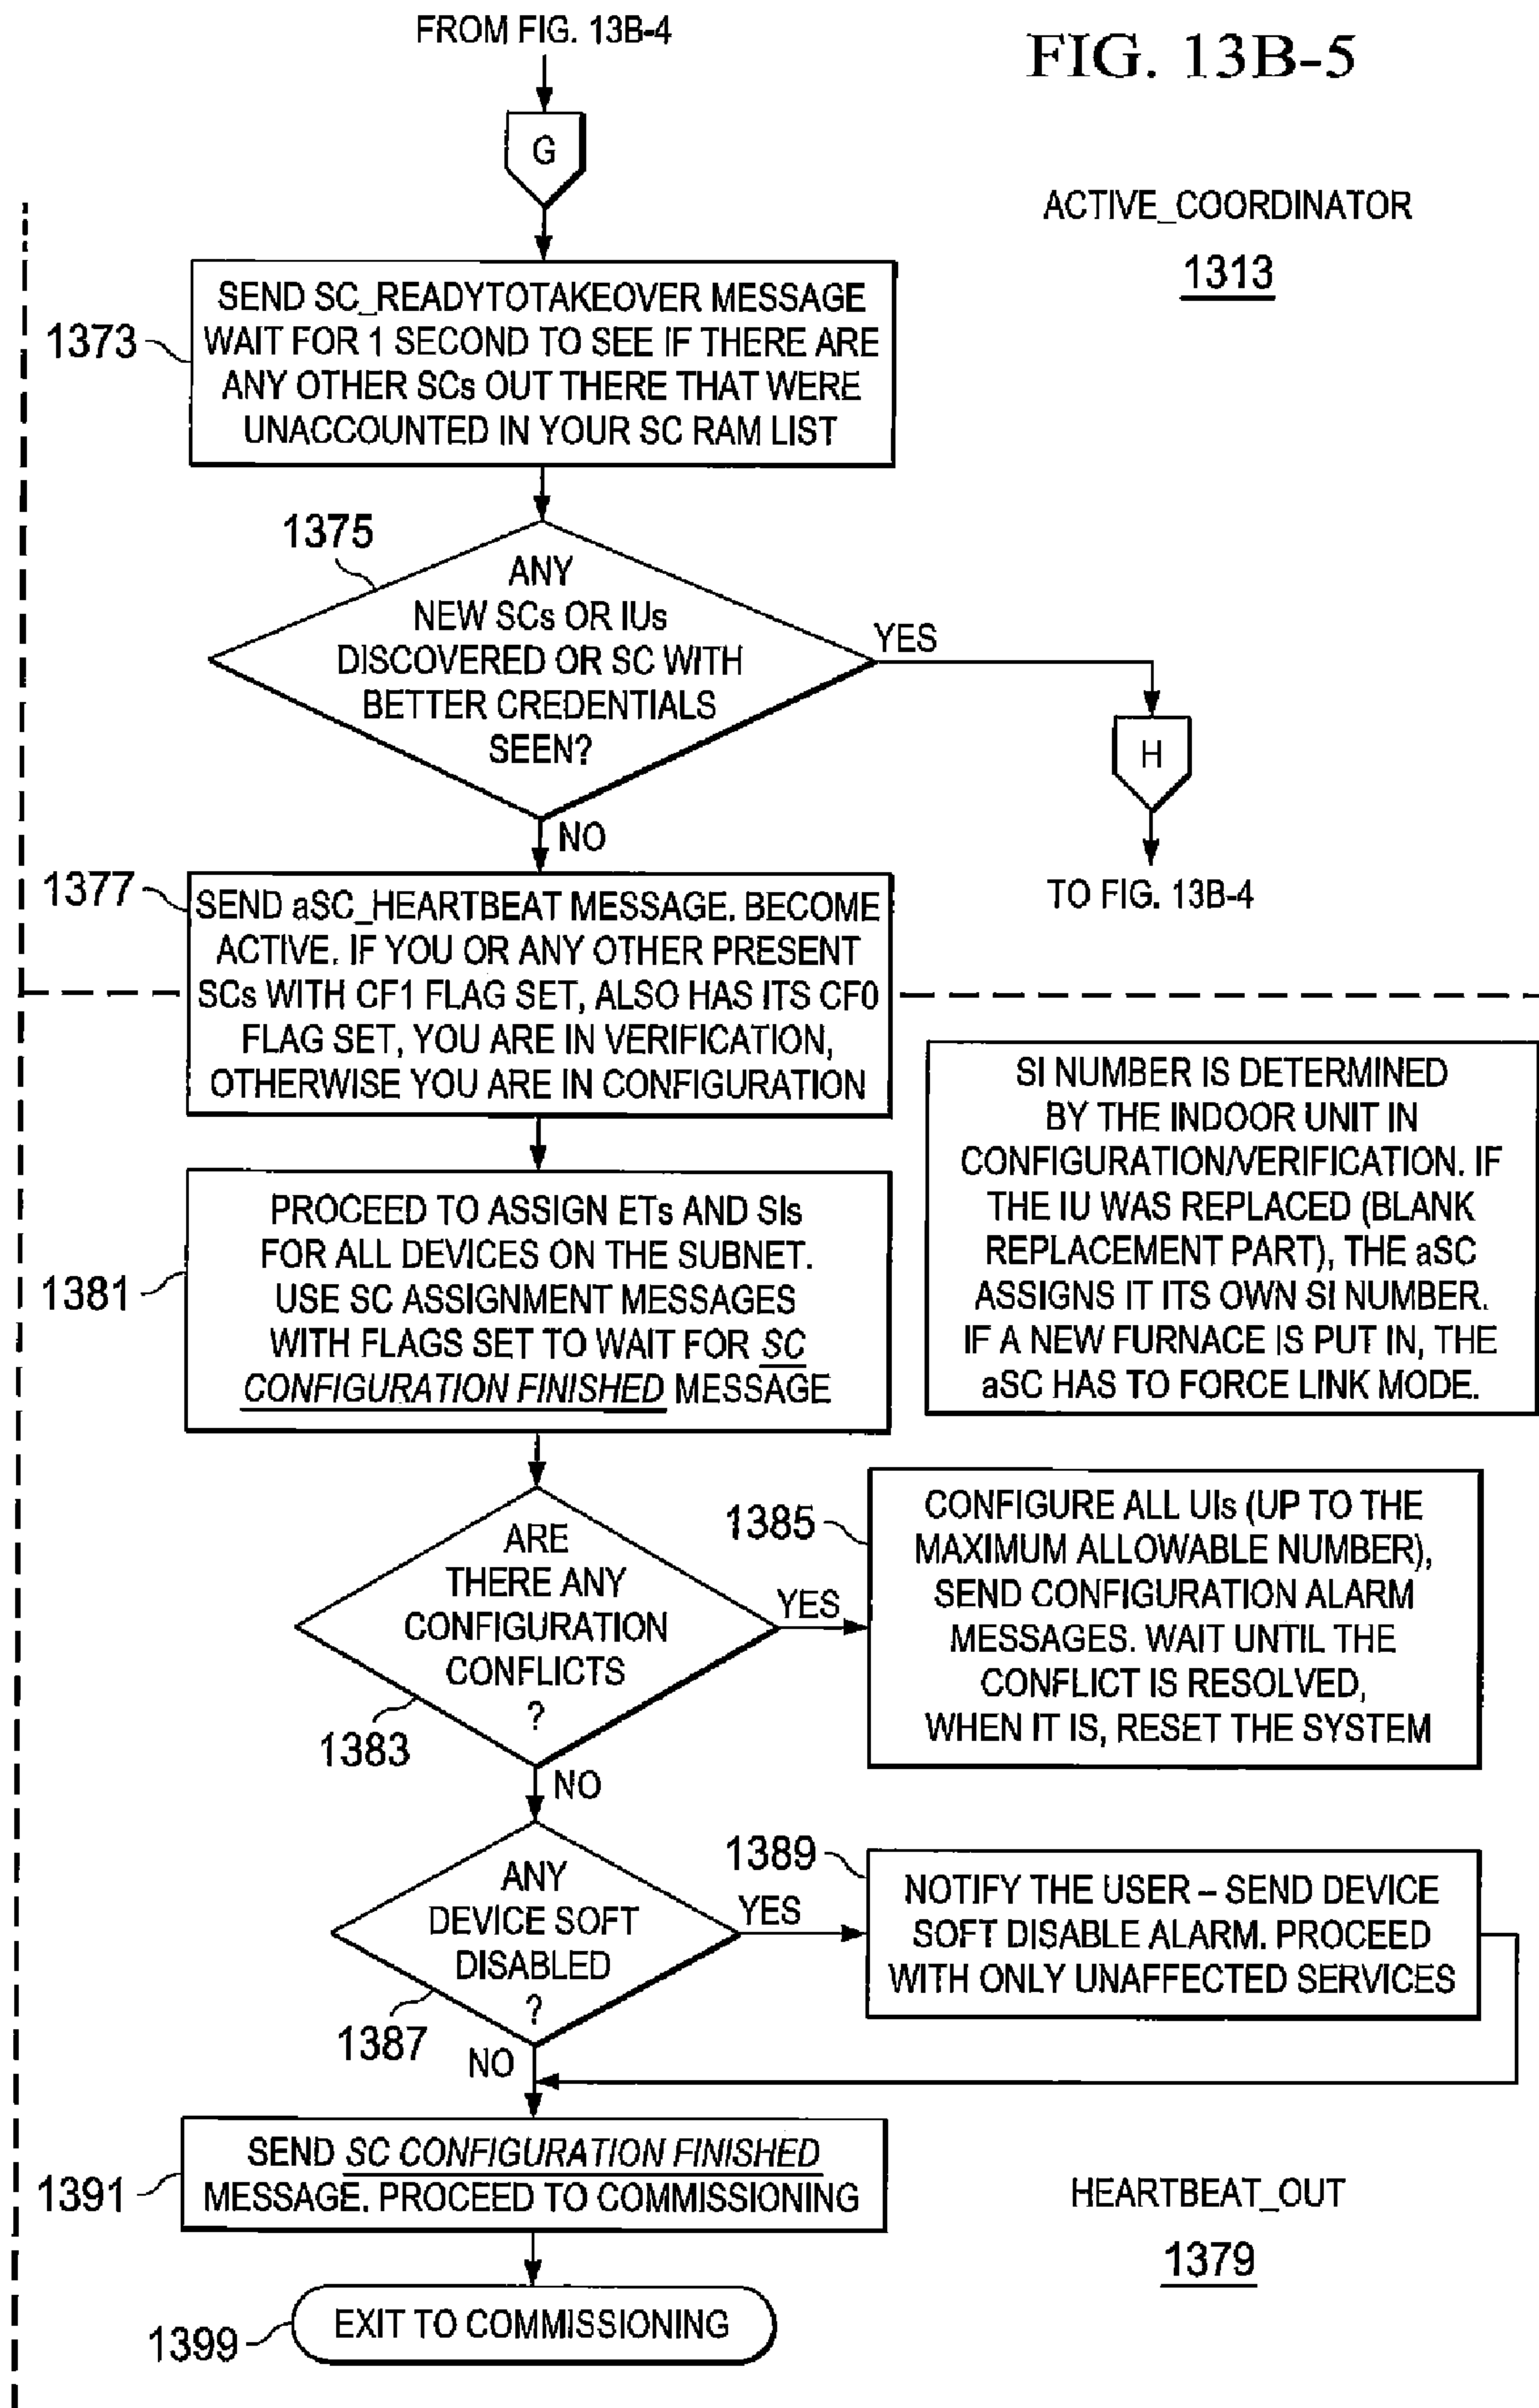 FROM FIG. 13B-4
FIG. 13B-5
G
ACTIVE_COORDINATOR
1313
1373
SEND SC_READYTOTAKEOVER MESSAGE
WAIT FOR 1 SECOND TO SEE IF THERE ARE
ANY OTHER SCs OUT THERE THAT WERE
UNACCOUNTED IN YOUR SC RAM LIST
1375
ANY
NEW SCs OR IUs
DISCOVERED OR SC WITH
BETTER CREDENTIALS
SEEN?
YES
H
TO FIG. 13B-4
NO
1377
SEND aSC_HEARTBEAT MESSAGE. BECOME
ACTIVE. IF YOU OR ANY OTHER PRESENT
SCs WITH CF1 FLAG SET, ALSO HAS ITS CF0
FLAG SET, YOU ARE IN VERIFICATION,
OTHERWISE YOU ARE IN CONFIGURATION
SI NUMBER IS DETERMINED
BY THE INDOOR UNIT IN
CONFIGURATION/VERIFICATION. IF
THE IU WAS REPLACED (BLANK
REPLACEMENT PART), THE aSC
ASSIGNS IT ITS OWN SI NUMBER.
IF A NEW FURNACE IS PUT IN, THE
aSC HAS TO FORCE LINK MODE.
1381
PROCEED TO ASSIGN ETs AND SIs
FOR ALL DEVICES ON THE SUBNET.
USE SC ASSIGNMENT MESSAGES
WITH FLAGS SET TO WAIT FOR SC
CONFIGURATION FINISHED MESSAGE
ARE
THERE ANY
CONFIGURATION
CONFLICTS
?
1383
YES
1385
CONFIGURE ALL UIs (UP TO THE
MAXIMUM ALLOWABLE NUMBER),
SEND CONFIGURATION ALARM
MESSAGES. WAIT UNTIL THE
CONFLICT IS RESOLVED,
WHEN IT IS, RESET THE SYSTEM
NO
ANY
DEVICE SOFT
DISABLED
?
1387
YES
1389
NOTIFY THE USER – SEND DEVICE
SOFT DISABLE ALARM. PROCEED
WITH ONLY UNAFFECTED SERVICES
NO
1391
SEND SC CONFIGURATION FINISHED
MESSAGE. PROCEED TO COMMISSIONING
HEARTBEAT_OUT
1379
1399
EXIT TO COMMISSIONING